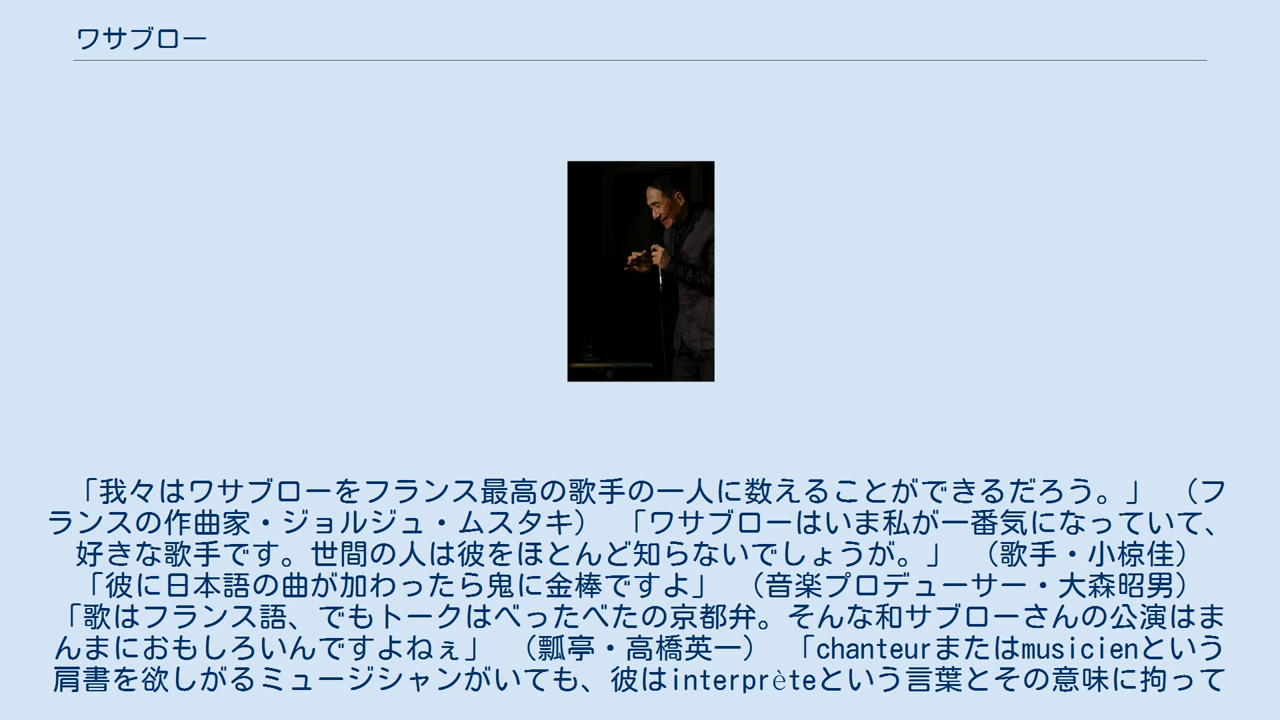 ワサブロー
「我々はワサブローをフランス最高の歌手の一人に数えることができるだろう。」　（フ
ランスの作曲家・ジョルジュ・ムスタキ）　「ワサブローはいま私が一番気になっていて、
好きな歌手です。世間の人は彼をほとんど知らないでしょうが。」　（歌手・小椋佳）
「彼に日本語の曲が加わったら鬼に金棒ですよ」　（音楽プロデューサー・大森昭男）
「歌はフランス語、でもトークはべったべたの京都弁。そんな和サブローさんの公演はま
んまにおもしろいんですよねぇ」　（瓢亭・高橋英一）　「chanteurまたはmusicienという
肩書を欲しがるミュージシャンがいても、彼はinterprèteという言葉とその意味に拘って